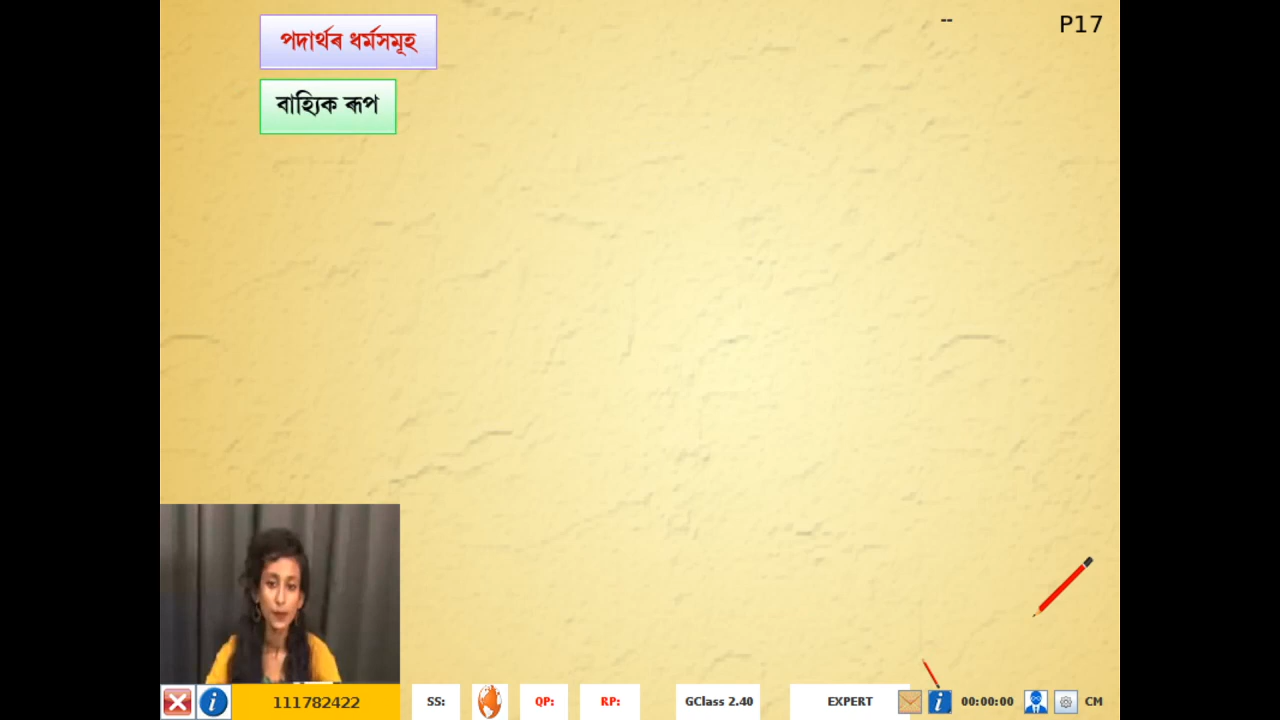 পদাৰ্থৰ ধৰ্মসমূহ
-- P17
বাহ্যিক ৰূপ
111782422 SS: QP: RP: GClass 2.40 EXPERT 00:00:00 CM